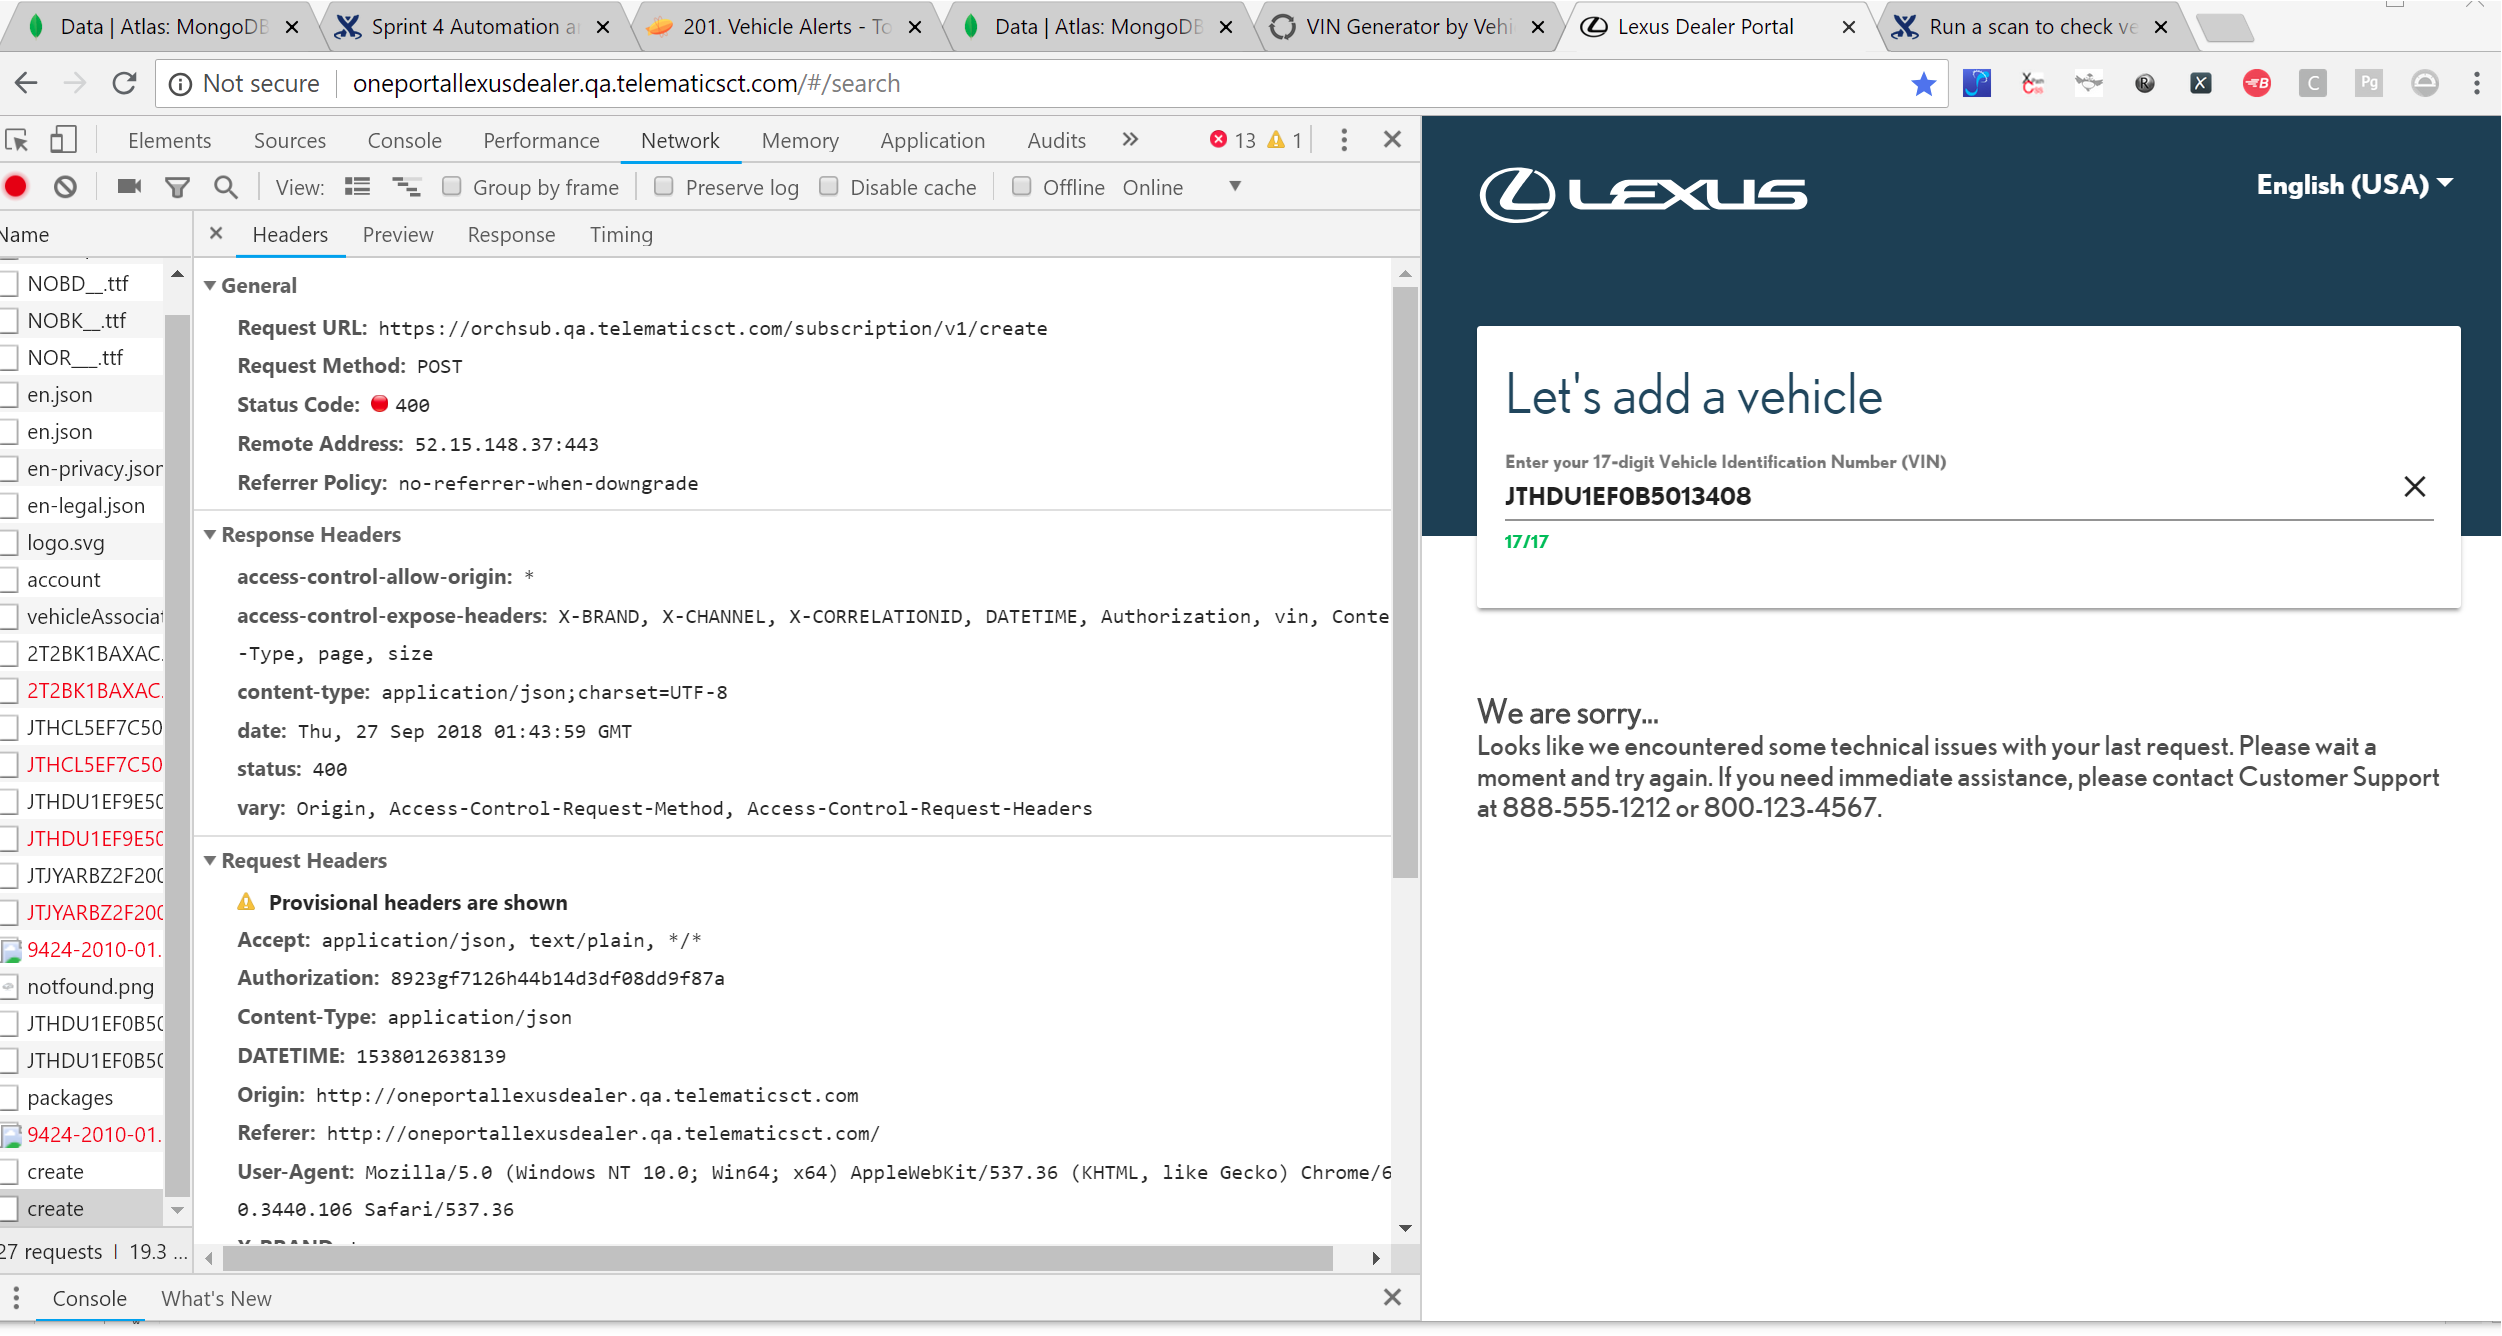 Data | Atlas: MongoDB
Sprint 4 Automation a
201. Vehicle Alerts - To
Data | Atlas: MongoDB
VIN Generator by Vehi
Lexus Dealer Portal
Run a scan to check ve
Not secure
oneportallexusdealer.qa.telematicsct.com/#/search
Elements
Sources
Console
Performance
Network
Memory
Application
Audits
13
1
View:
Group by frame
Preserve log
Disable cache
Offline
Online
Name
Headers
Preview
Response
Timing
NOBD__.ttf
NOBK__.ttf
NOR___.ttf
en.json
en.json
en-privacy.json
en-legal.json
logo.svg
account
vehicleAssociat
2T2BK1BAXAC.
2T2BK1BAXAC.
JTHCL5EF7C50
JTHCL5EF7C50
JTHDU1EF9E50
JTHDU1EF9E50
JTJYARBZ2F200
JTJYARBZ2F200
9424-2010-01.
notfound.png
JTHDU1EF0B50
JTHDU1EF0B50
packages
9424-2010-01.
create
create
27 requests | 19.3 ...
General
Request URL: https://orchsub.qa.telematicsct.com/subscription/v1/create
Request Method: POST
Status Code: 400
Remote Address: 52.15.148.37:443
Referrer Policy: no-referrer-when-downgrade
Response Headers
access-control-allow-origin: *
access-control-expose-headers: X-BRAND, X-CHANNEL, X-CORRELATIONID, DATETIME, Authorization, vin, Conte
-Type, page, size
content-type: application/json;charset=UTF-8
date: Thu, 27 Sep 2018 01:43:59 GMT
status: 400
vary: Origin, Access-Control-Request-Method, Access-Control-Request-Headers
Request Headers
Provisional headers are shown
Accept: application/json, text/plain, */*
Authorization: 8923gf7126h44b14d3df08dd9f87a
Content-Type: application/json
DATETIME: 1538012638139
Origin: http://oneportallexusdealer.qa.telematicsct.com
Referer: http://oneportallexusdealer.qa.telematicsct.com/
User-Agent: Mozilla/5.0 (Windows NT 10.0; Win64; x64) AppleWebKit/537.36 (KHTML, like Gecko) Chrome/6
0.3440.106 Safari/537.36
Console
What's New
LEXUS
English (USA)
Let's add a vehicle
Enter your 17-digit Vehicle Identification Number (VIN)
JTHDU1EF0B5013408
17/17
We are sorry...
Looks like we encountered some technical issues with your last request. Please wait a
moment and try again. If you need immediate assistance, please contact Customer Support
at 888-555-1212 or 800-123-4567.